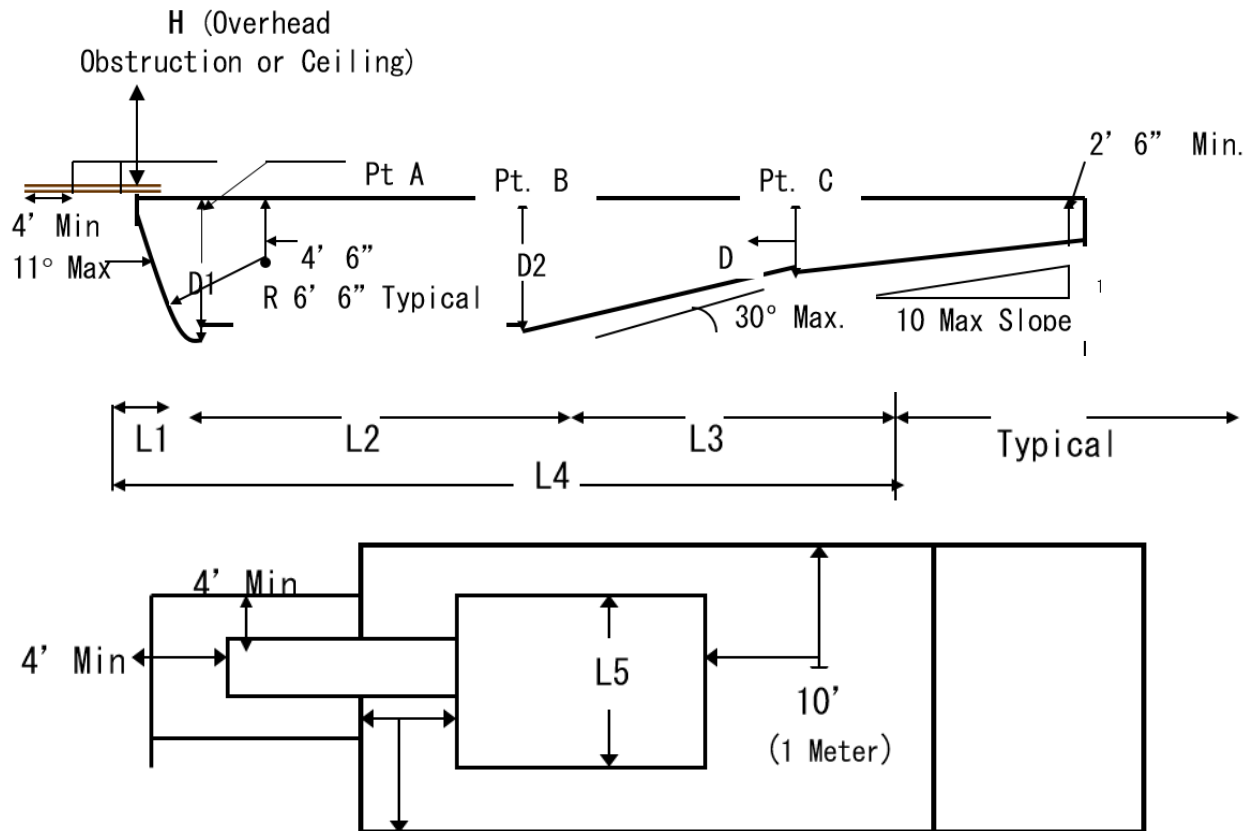 H (Overhead
Obstruction or Ceiling)
2' 6" Min.
Pt A
Pt. B
Pt. C
4' Min
11° Max
D1
4' 6"
R 6' 6" Typical
D2
D
30° Max.
1
10 Max Slope
L1
L2
L3
Typical
L4
4' Min
4' Min
L5
10'
(1 Meter)